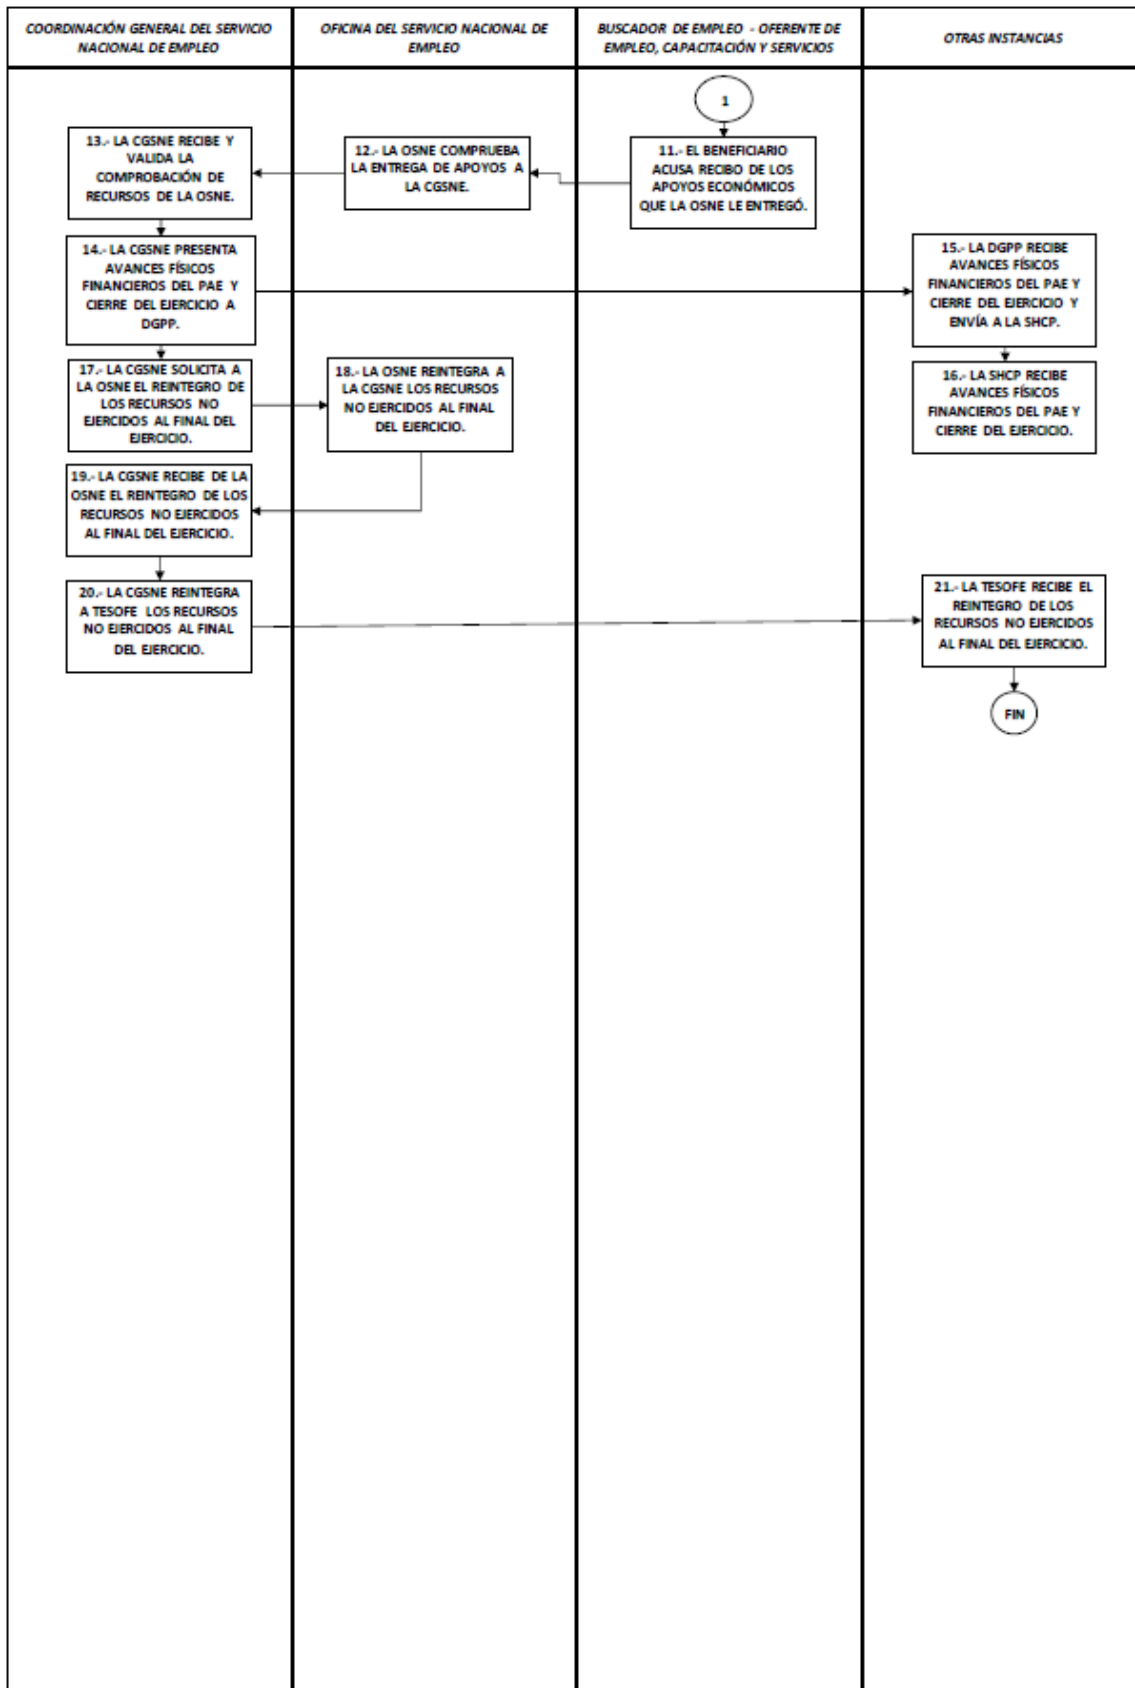 COORDINACIÓN GENERAL DEL SERVICIO
NACIONAL DE EMPLEO
OFICINA DEL SERVICIO NACIONAL DE
EMPLEO
BUSCADOR DE EMPLEO - OFERENTE DE
EMPLEO, CAPACITACIÓN Y SERVICIOS
OTRAS INSTANCIAS
1
11.- EL BENEFICIARIO
ACUSA RECIBO DE LOS
APOYOS ECONÓMICOS
QUE LA OSNE LE ENTREGÓ.
12.- LA OSNE COMPRUEBA
LA ENTREGA DE APOYOS A
LA CGSNE.
13.- LA CGSNE RECIBE Y
VALIDA LA
COMPROBACIÓN DE
RECURSOS DE LA OSNE.
14.- LA CGSNE PRESENTA
AVANCES FÍSICOS
FINANCIEROS DEL PAE Y
CIERRE DEL EJERCICIO A
DGPP.
15.- LA DGPP RECIBE
AVANCES FÍSICOS
FINANCIEROS DEL PAE Y
CIERRE DEL EJERCICIO Y
ENVÍA A LA SHCP.
16.- LA SHCP RECIBE
AVANCES FÍSICOS
FINANCIEROS DEL PAE Y
CIERRE DEL EJERCICIO.
17.- LA CGSNE SOLICITA A
LA OSNE EL REINTEGRO DE
LOS RECURSOS NO
EJERCIDOS AL FINAL DEL
EJERCICIO.
18.- LA OSNE REINTEGRA A
LA CGSNE LOS RECURSOS
NO EJERCIDOS AL FINAL
DEL EJERCICIO.
19.- LA CGSNE RECIBE DE LA
OSNE EL REINTEGRO DE LOS
RECURSOS NO EJERCIDOS
AL FINAL DEL EJERCICIO.
20.- LA CGSNE REINTEGRA
A TESOFE LOS RECURSOS
NO EJERCIDOS AL FINAL
DEL EJERCICIO.
21.- LA TESOFE RECIBE EL
REINTEGRO DE LOS
RECURSOS NO EJERCIDOS
AL FINAL DEL EJERCICIO.
FIN